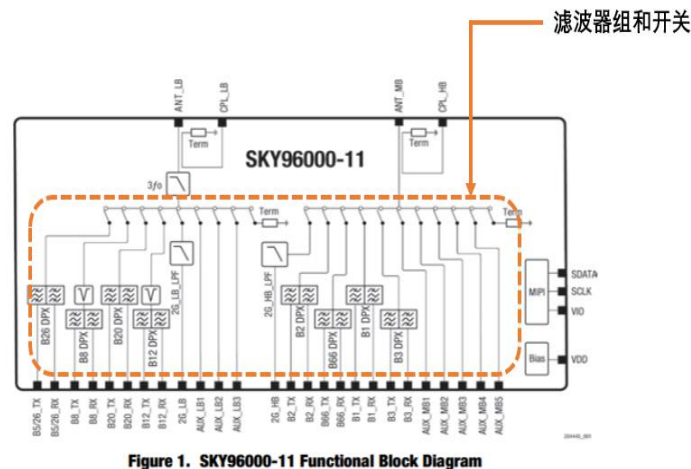 滤波器组和开关
ANT_LB
CPL_LB
ANT_MB
CPL_HB
Term
Term
SKY96000-11
3fo
Term
Term
2G_LB_LPF
2G_HB_LPF
B26 DPX
B8 DPX
B20 DPX
B12 DPX
B2 DPX
B66 DPX
B1 DPX
B3 DPX
MIPI
SDATA
SCLK
VIO
Bias
VDD
B5/26_TX
B5/26_RX
B8_TX
B8_RX
B20_TX
B20_RX
B12_TX
B12_RX
2G_LB
AUX_LB1
AUX_LB2
AUX_LB3
2G_HB
B2_TX
B2_RX
B66_TX
B66_RX
B1_TX
B1_RX
B3_TX
B3_RX
AUX_MB1
AUX_MB2
AUX_MB3
AUX_MB4
AUX_MB5
Figure 1. SKY96000-11 Functional Block Diagram